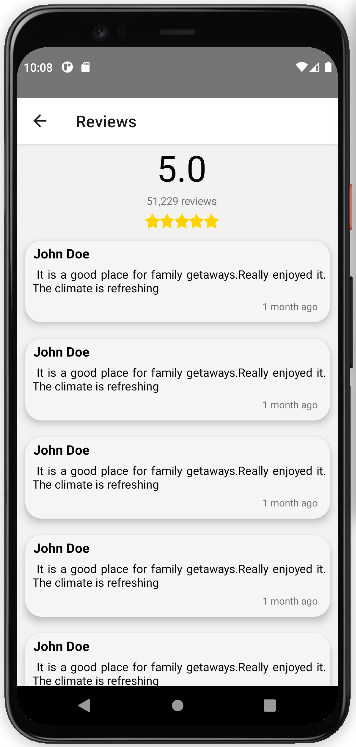 10:08
Reviews
5.0
51,229 reviews
John Doe
It is a good place for family getaways.Really enjoyed it.
The climate is refreshing
1 month ago
John Doe
It is a good place for family getaways.Really enjoyed it.
The climate is refreshing
1 month ago
John Doe
It is a good place for family getaways.Really enjoyed it.
The climate is refreshing
1 month ago
John Doe
It is a good place for family getaways.Really enjoyed it.
The climate is refreshing
1 month ago
John Doe
It is a good place for family getaways.Really enjoyed it.
The climate is refreshing